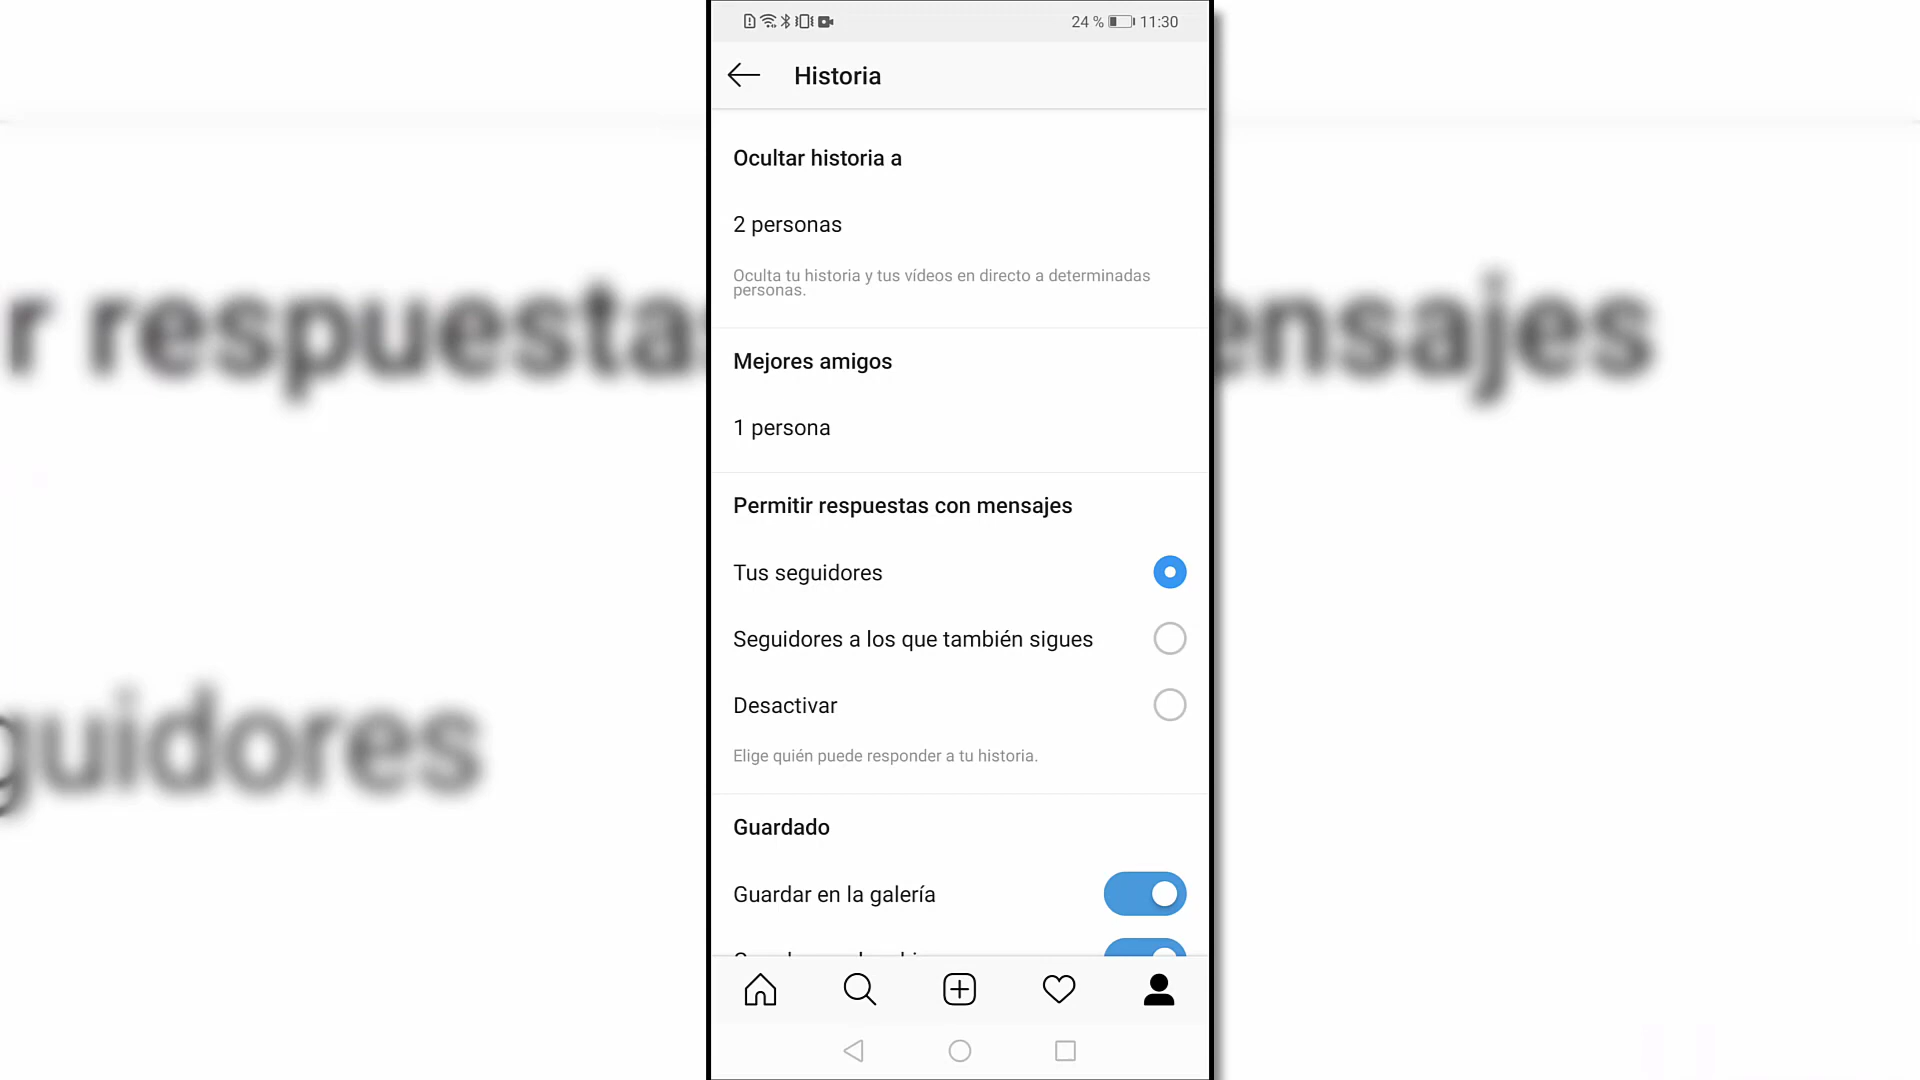 24 % 11:30
Historia
Ocultar historia a
2 personas
Oculta tu historia y tus vídeos en directo a determinadas
personas.
r respuestas
ensajes
Mejores amigos
1 persona
Permitir respuestas con mensajes
Tus seguidores
Seguidores a los que también sigues
Desactivar
guidores
Elige quién puede responder a tu historia.
Guardado
Guardar en la galería